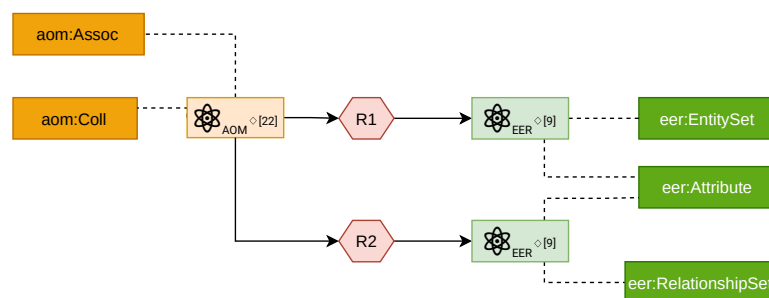 aom:Assoc
aom:Coll
AOM ◇[22]
R1
EER ◇[9]
eer:EntitySet
eer:Attribute
R2
EER ◇[9]
eer:RelationshipSet